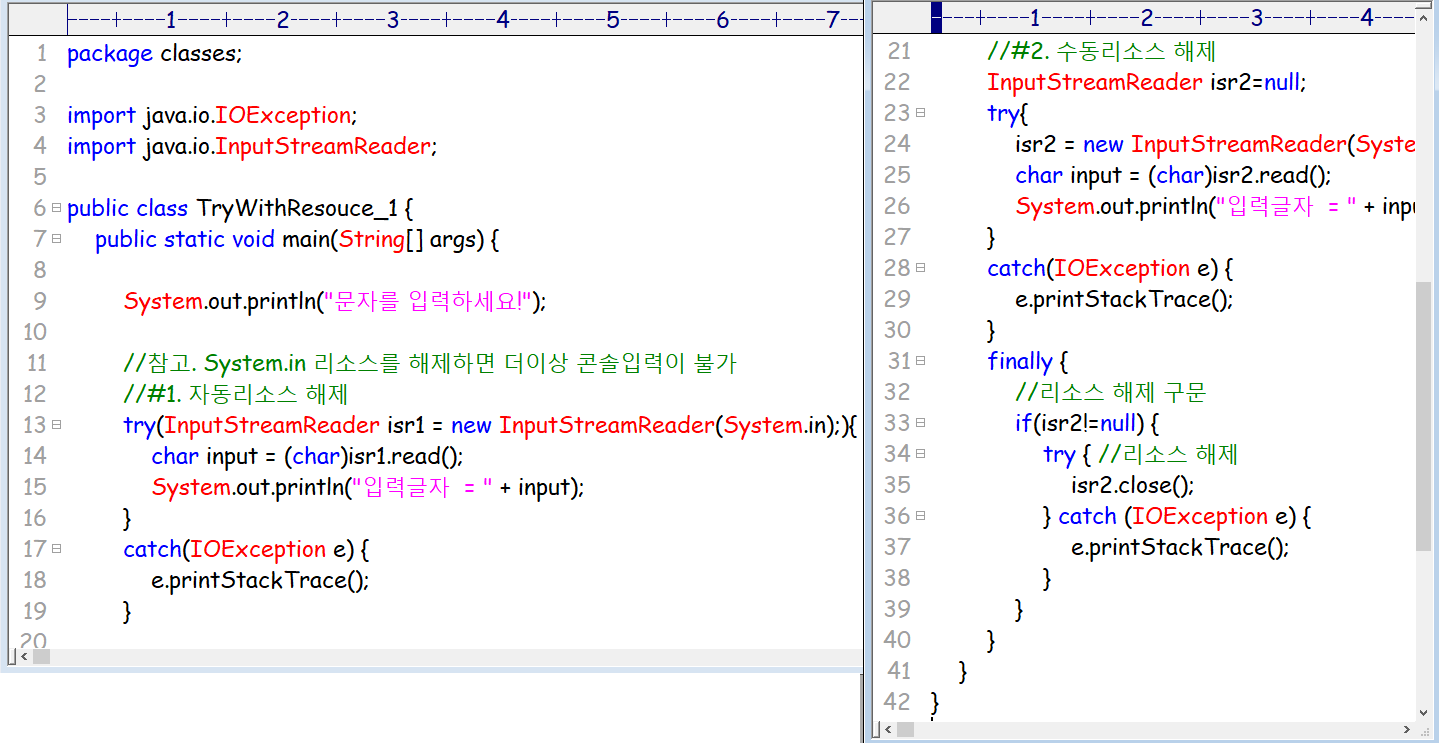 ----+----1----+----2----+----3----+----4----+----5----+----6----+----7----
1 package classes;
2
3 import java.io.IOException;
4 import java.io.InputStreamReader;
5
6 public class TryWithResouce_1 {
7 public static void main(String[] args) {
8
9 System.out.println("문자를 입력하세요!");
10
11 //참고. System.in 리소스를 해제하면 더이상 콘솔입력이 불가
12 //#1. 자동리소스 해제
13 try(InputStreamReader isr1 = new InputStreamReader(System.in);){
14 char input = (char)isr1.read();
15 System.out.println("입력글자 = " + input);
16 }
17 catch(IOException e) {
18 e.printStackTrace();
19 }
20
----+----1----+----2----+----3----+----4----
21 //#2. 수동리소스 해제
22 InputStreamReader isr2=null;
23 try{
24 isr2 = new InputStreamReader(Syste
25 char input = (char)isr2.read();
26 System.out.println("입력글자 = " + inpu
27 }
28 catch(IOException e) {
29 e.printStackTrace();
30 }
31 finally {
32 //리소스 해제 구문
33 if(isr2!=null) {
34 try { //리소스 해제
35 isr2.close();
36 } catch (IOException e) {
37 e.printStackTrace();
38 }
39 }
40 }
41 }
42 }